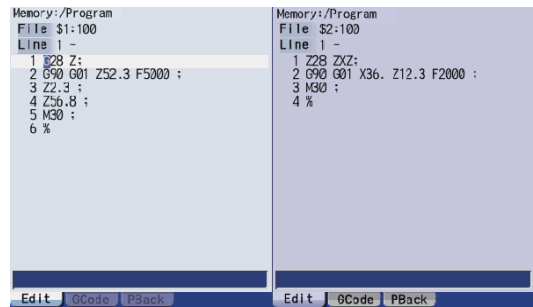 Memory:/Program
File $1:100
Line 1 -
1 G28 Z;
2 G90 G01 Z52.3 F5000 ;
3 Z2.3 ;
4 Z56.8 ;
5 M30 ;
6 %
Edit GCode PBack
Memory:/Program
File $2:100
Line 1 -
1 Z28 ZXZ;
2 G90 G01 X36. Z12.3 F2000 ;
3 M30 ;
4 %
Edit GCode PBack